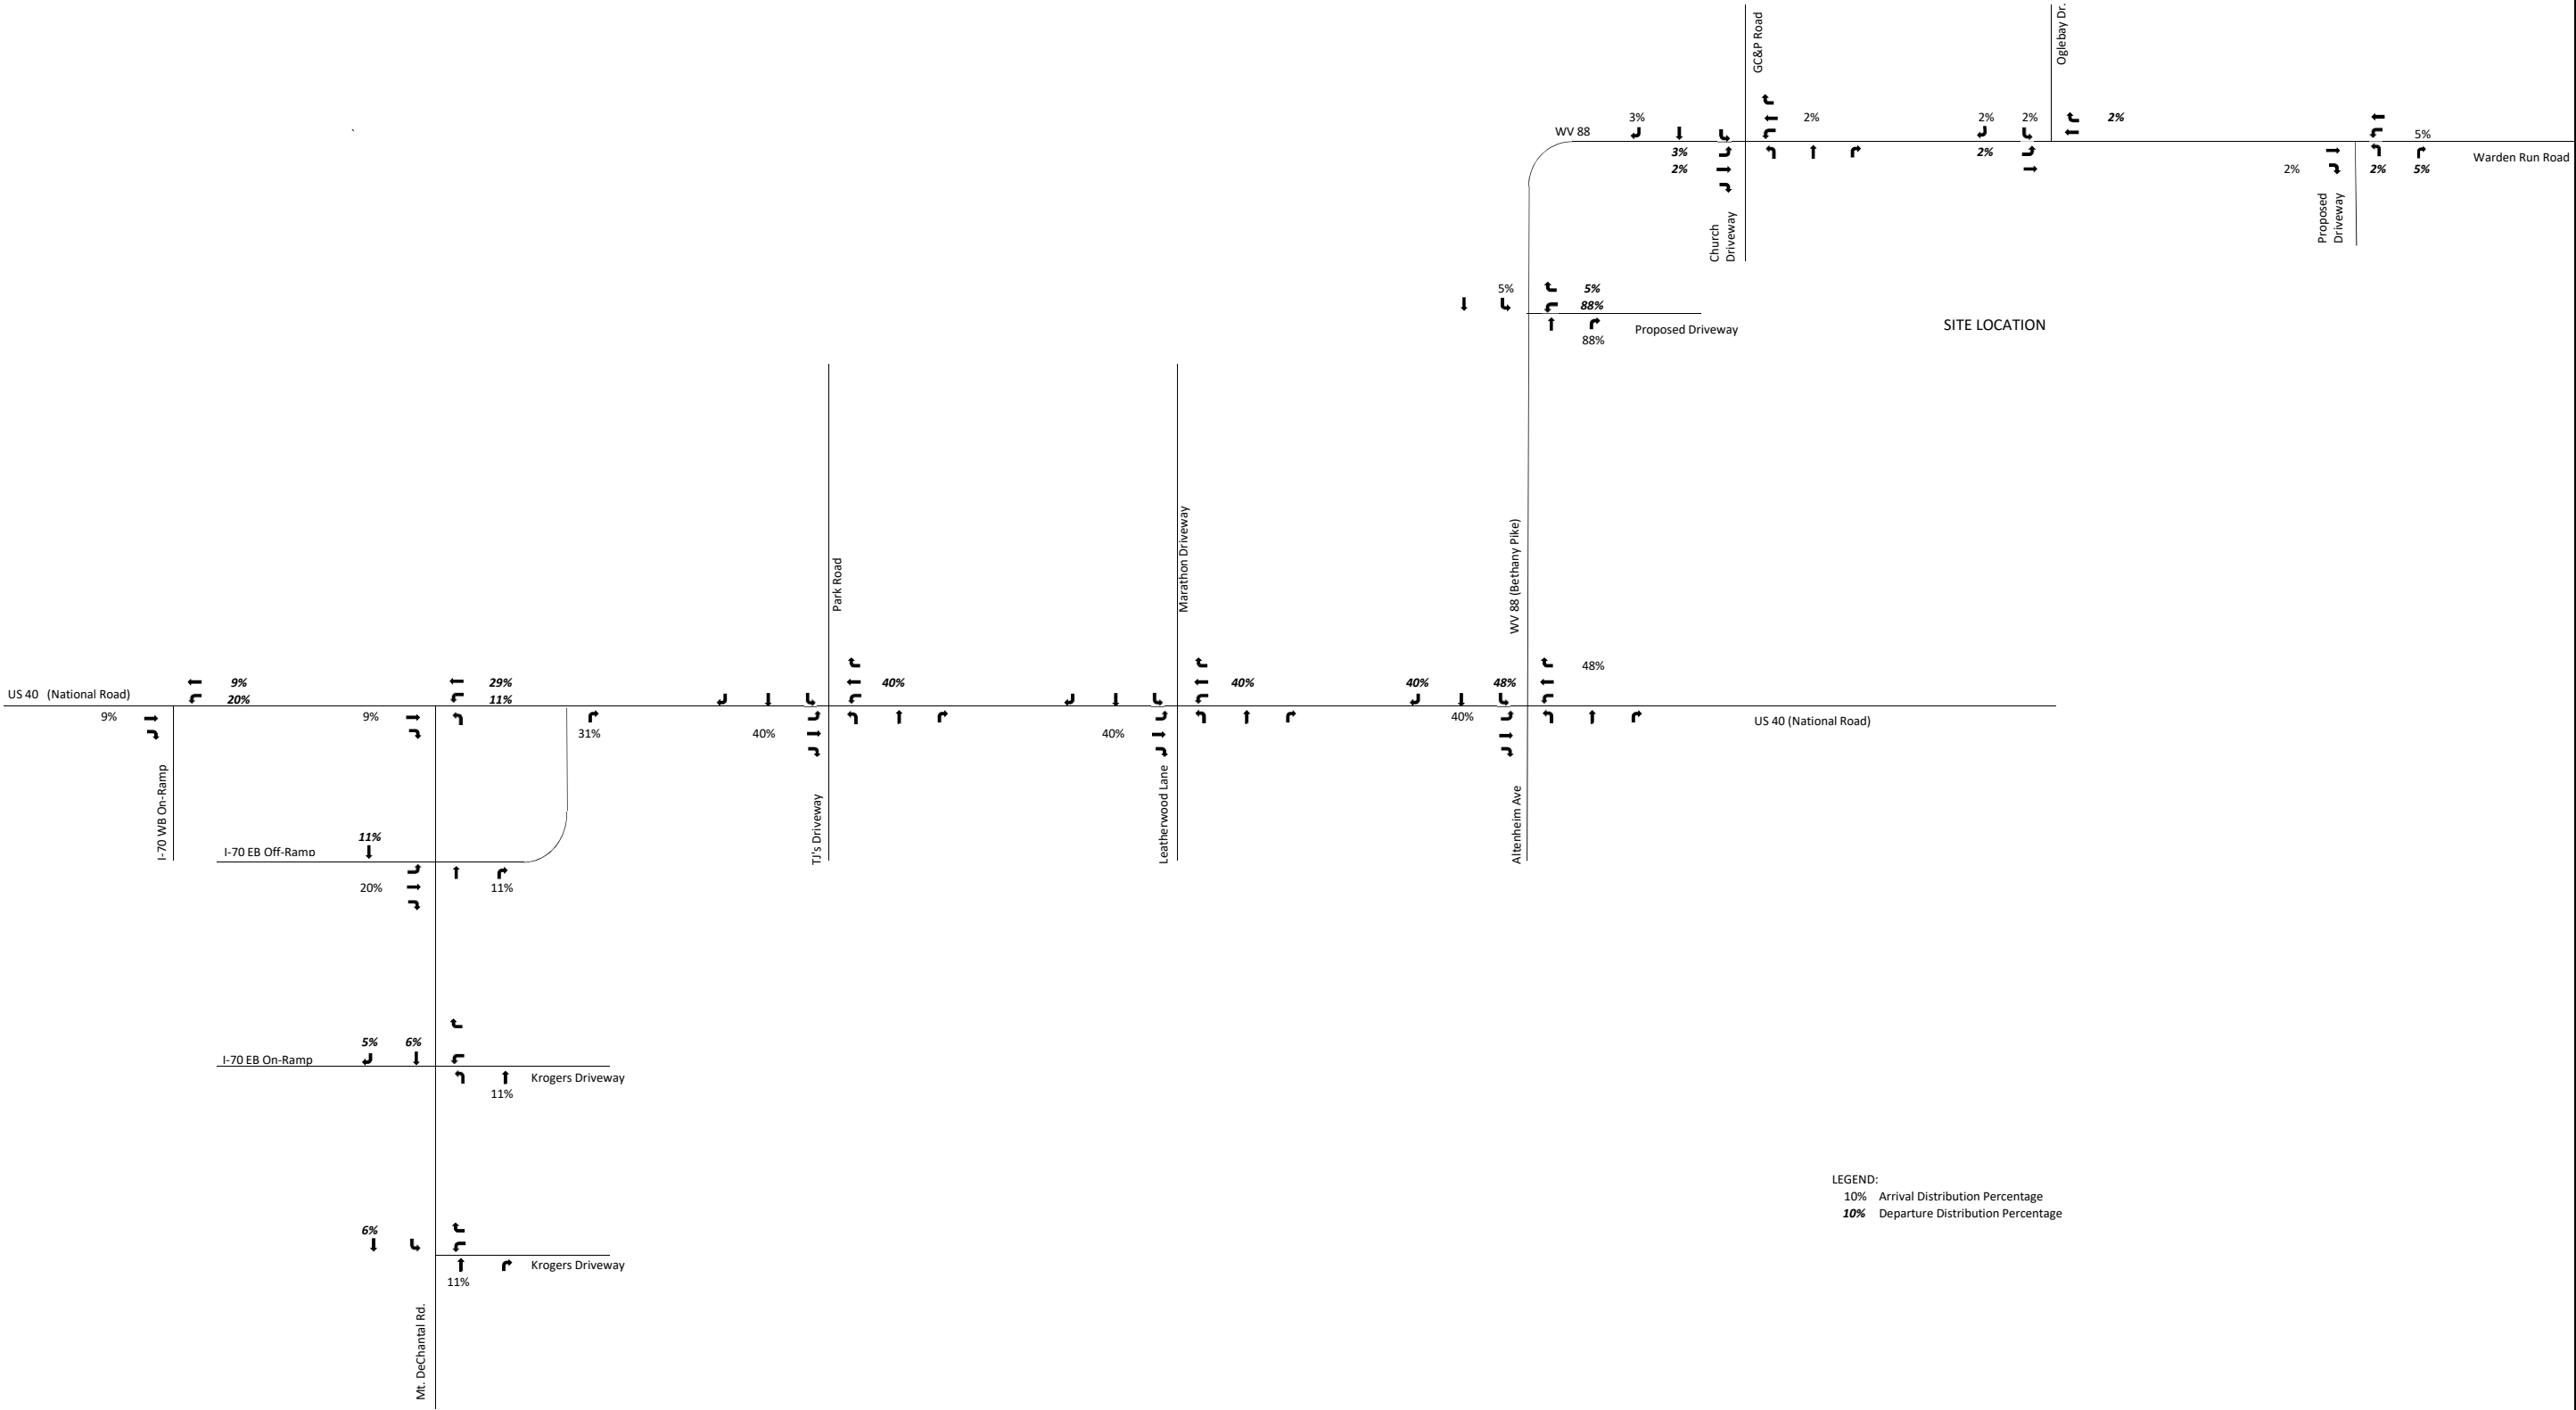 GC&P Road
Oglebay Dr.
3%
2%
2% 2%
2%
WV 88
5%
3%
2%
2%
2%
2% 5%
Warden Run Road
Church
Driveway
Proposed
Driveway
5%
5%
88%
Proposed Driveway
88%
SITE LOCATION
Park Road
Marathon Driveway
WV 88 (Bethany Pike)
48%
US 40 (National Road)
9%
20%
29%
11%
40%
40%
40%
48%
9%
9%
31%
40%
40%
40%
US 40 (National Road)
I-70 WB On-Ramp
TJ's Driveway
Leatherwood Lane
Altenheim Ave
11%
I-70 EB Off-Ramp
20%
11%
5% 6%
I-70 EB On-Ramp
Krogers Driveway
11%
LEGEND:
10% Arrival Distribution Percentage
10% Departure Distribution Percentage
6%
Krogers Driveway
11%
Mt. DeChantal Rd.